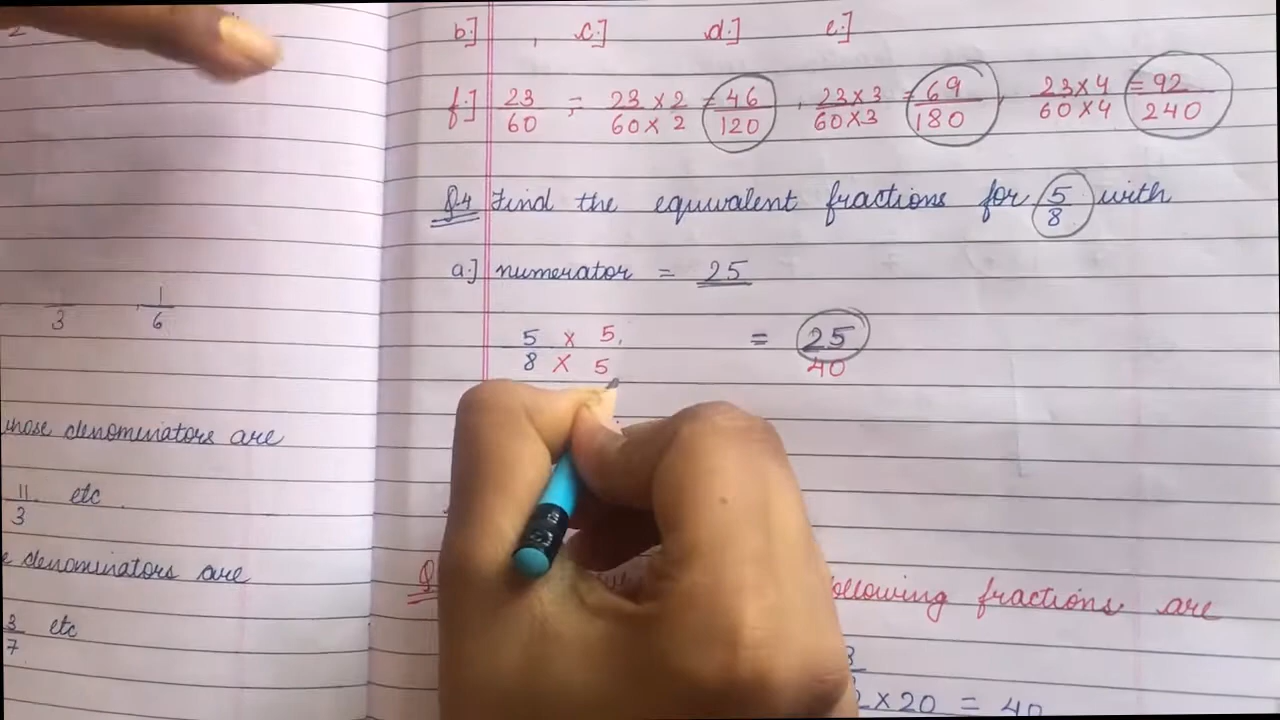 b.] , c.] d.] e.]
f.] 23/60 = 23 × 2/60 × 2 = 46/120 , 23 × 3/60 × 3 = 69/180 , 23 × 4/60 × 4 = 92/240
Q.4 Find the equivalent fractions for 5/8 with
a.] numerator = 25
5/8 × 5/5 = 25/40
ollowing fractions are
× 20 = 40
3 , 1/6
whose denominators are
11/3 etc.
denominators are
3/7 etc